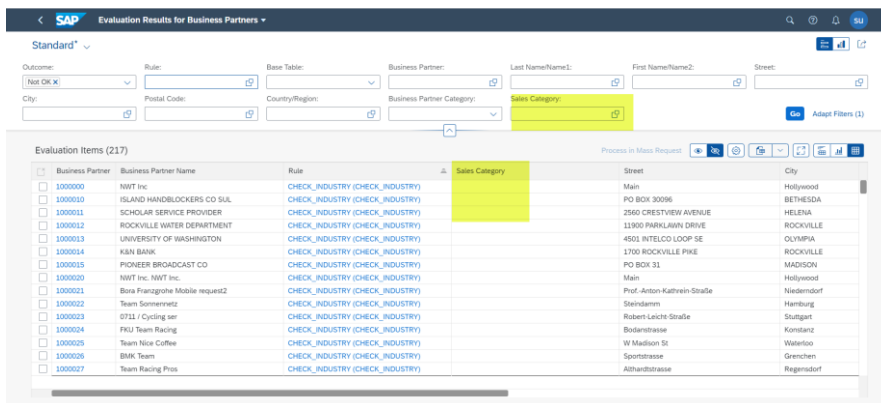 SAP Evaluation Results for Business Partners
SU
Standard*
Outcome: Rule: Base Table: Business Partner: Last Name/Name1: First Name/Name2: Street:
Not OK
City: Postal Code: Country/Region: Business Partner Category: Sales Category:
Go Adapt Filters (1)
Evaluation Items (217) Process in Mass Request
Business Partner Business Partner Name Rule Sales Category Street City
1000000 NWT Inc CHECK_INDUSTRY (CHECK_INDUSTRY) Main Hollywood
1000010 ISLAND HANDBLOCKERS CO SUL CHECK_INDUSTRY (CHECK_INDUSTRY) PO BOX 30096 BETHESDA
1000011 SCHOLAR SERVICE PROVIDER CHECK_INDUSTRY (CHECK_INDUSTRY) 2560 CRESTVIEW AVENUE HELENA
1000012 ROCKVILLE WATER DEPARTMENT CHECK_INDUSTRY (CHECK_INDUSTRY) 11900 PARKLAWN DRIVE ROCKVILLE
1000013 UNIVERSITY OF WASHINGTON CHECK_INDUSTRY (CHECK_INDUSTRY) 4501 INTELCO LOOP SE OLYMPIA
1000014 K&N BANK CHECK_INDUSTRY (CHECK_INDUSTRY) 1700 ROCKVILLE PIKE ROCKVILLE
1000015 PIONEER BROADCAST CO CHECK_INDUSTRY (CHECK_INDUSTRY) PO BOX 31 MADISON
1000020 NWT Inc. NWT Inc. CHECK_INDUSTRY (CHECK_INDUSTRY) Main Hollywood
1000021 Bora Franzgrohe Mobile request2 CHECK_INDUSTRY (CHECK_INDUSTRY) Prof.-Anton-Kathrein-Straße Niederndorf
1000022 Team Sonnennetz CHECK_INDUSTRY (CHECK_INDUSTRY) Steindamm Hamburg
1000023 0711 / Cycling ser CHECK_INDUSTRY (CHECK_INDUSTRY) Robert-Leicht-Straße Stuttgart
1000024 FKU Team Racing CHECK_INDUSTRY (CHECK_INDUSTRY) Bodanstrasse Konstanz
1000025 Team Nice Coffee CHECK_INDUSTRY (CHECK_INDUSTRY) W Madison St Waterloo
1000026 BMK Team CHECK_INDUSTRY (CHECK_INDUSTRY) Sportstrasse Grenchen
1000027 Team Racing Pros CHECK_INDUSTRY (CHECK_INDUSTRY) Althardtstrasse Regensdorf